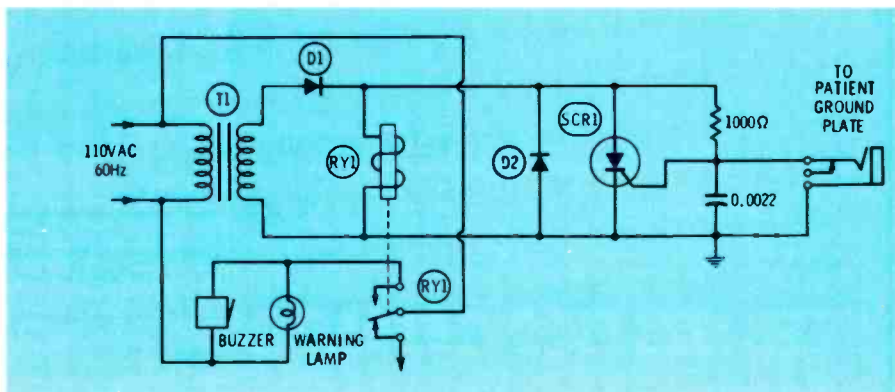 D1
T1
110VAC
60Hz
RY1
D2
SCR1
1000Ω
0.0022
TO
PATIENT
GROUND
PLATE
BUZZER
WARNING
LAMP
RY1